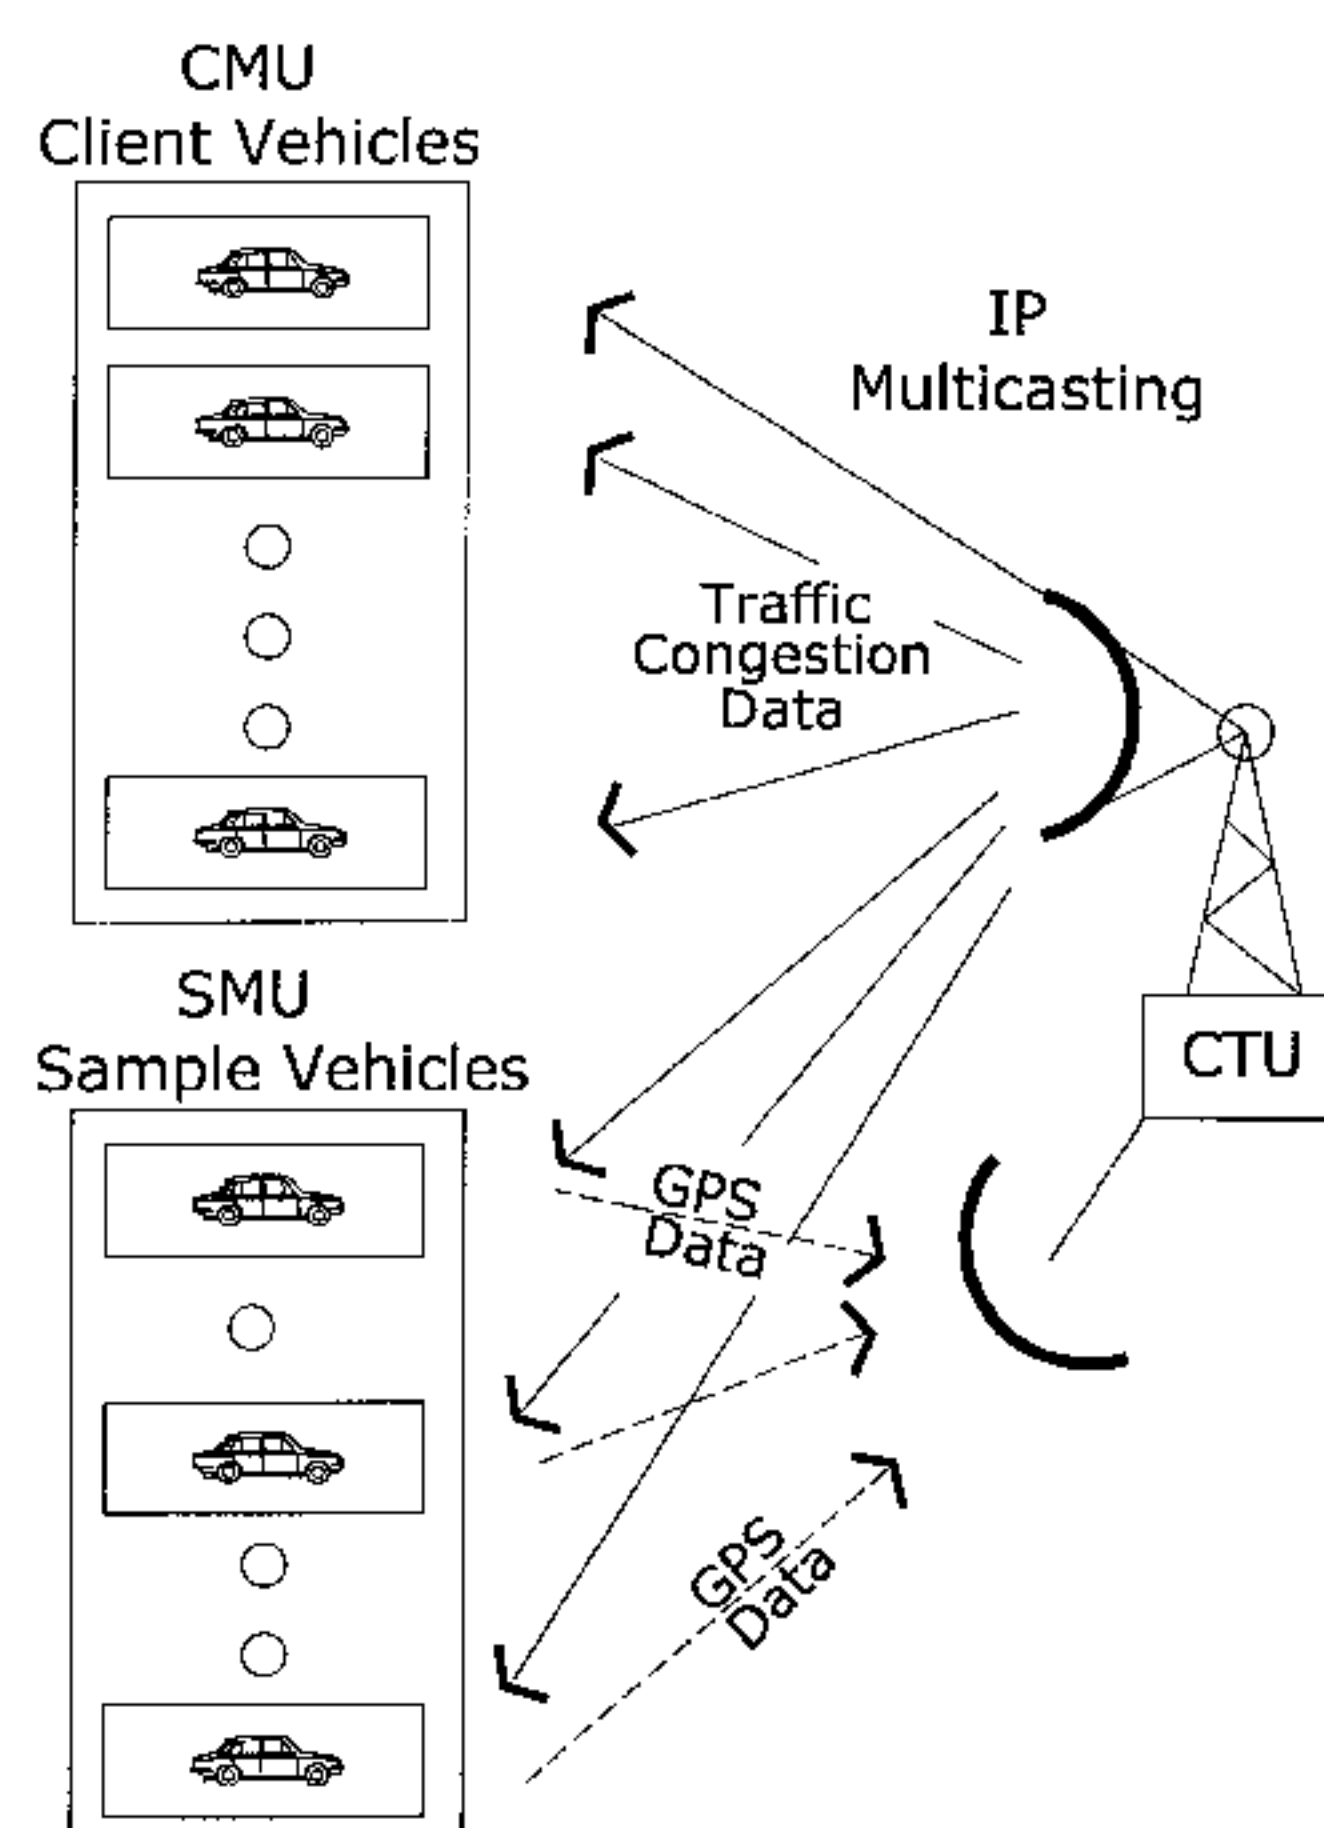 CMU
Client Vehicles
IP
Multicasting
Traffic
Congestion
Data
SMU
Sample Vehicles
CTU
GPS
Data
GPS
Data